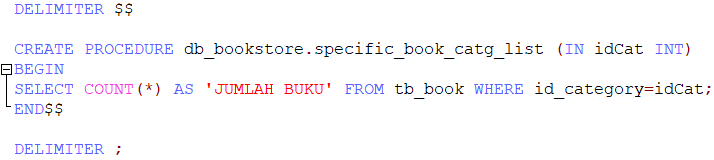 DELIMITER $$
CREATE PROCEDURE db_bookstore.specific_book_catg_list (IN idCat INT)
BEGIN
SELECT COUNT(*) AS 'JUMLAH BUKU' FROM tb_book WHERE id_category=idCat;
END$$
DELIMITER ;